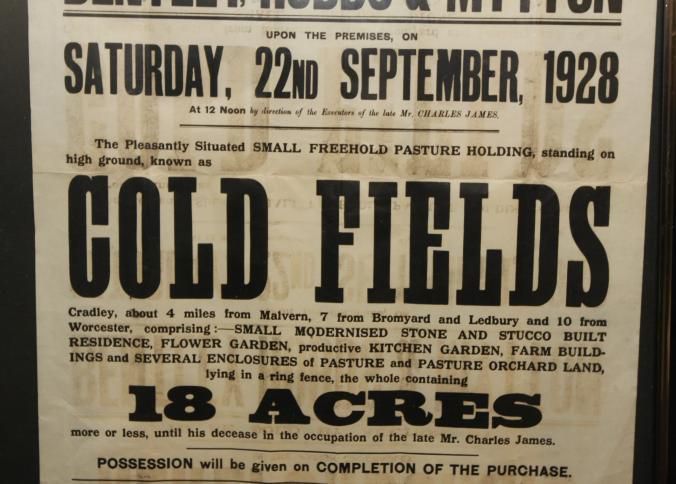 BENTLEY, HOBBS & MYTTON
UPON THE PREMISES, ON
SATURDAY, 22ND SEPTEMBER, 1928
At 12 Noon by direction of the Executors of the late Mr. CHARLES JAMES.
The Pleasantly Situated SMALL FREEHOLD PASTURE HOLDING, standing on
high ground, known as
COLD FIELDS
Cradley, about 4 miles from Malvern, 7 from Bromyard and Ledbury and 10 from
Worcester, comprising:—SMALL MODERNISED STONE AND STUCCO BUILT
RESIDENCE, FLOWER GARDEN, productive KITCHEN GARDEN, FARM BUILD-
INGS and SEVERAL ENCLOSURES of PASTURE and PASTURE ORCHARD LAND,
lying in a ring fence, the whole containing
18 ACRES
more or less, until his decease in the occupation of the late Mr. Charles James.
POSSESSION will be given on COMPLETION OF THE PURCHASE.